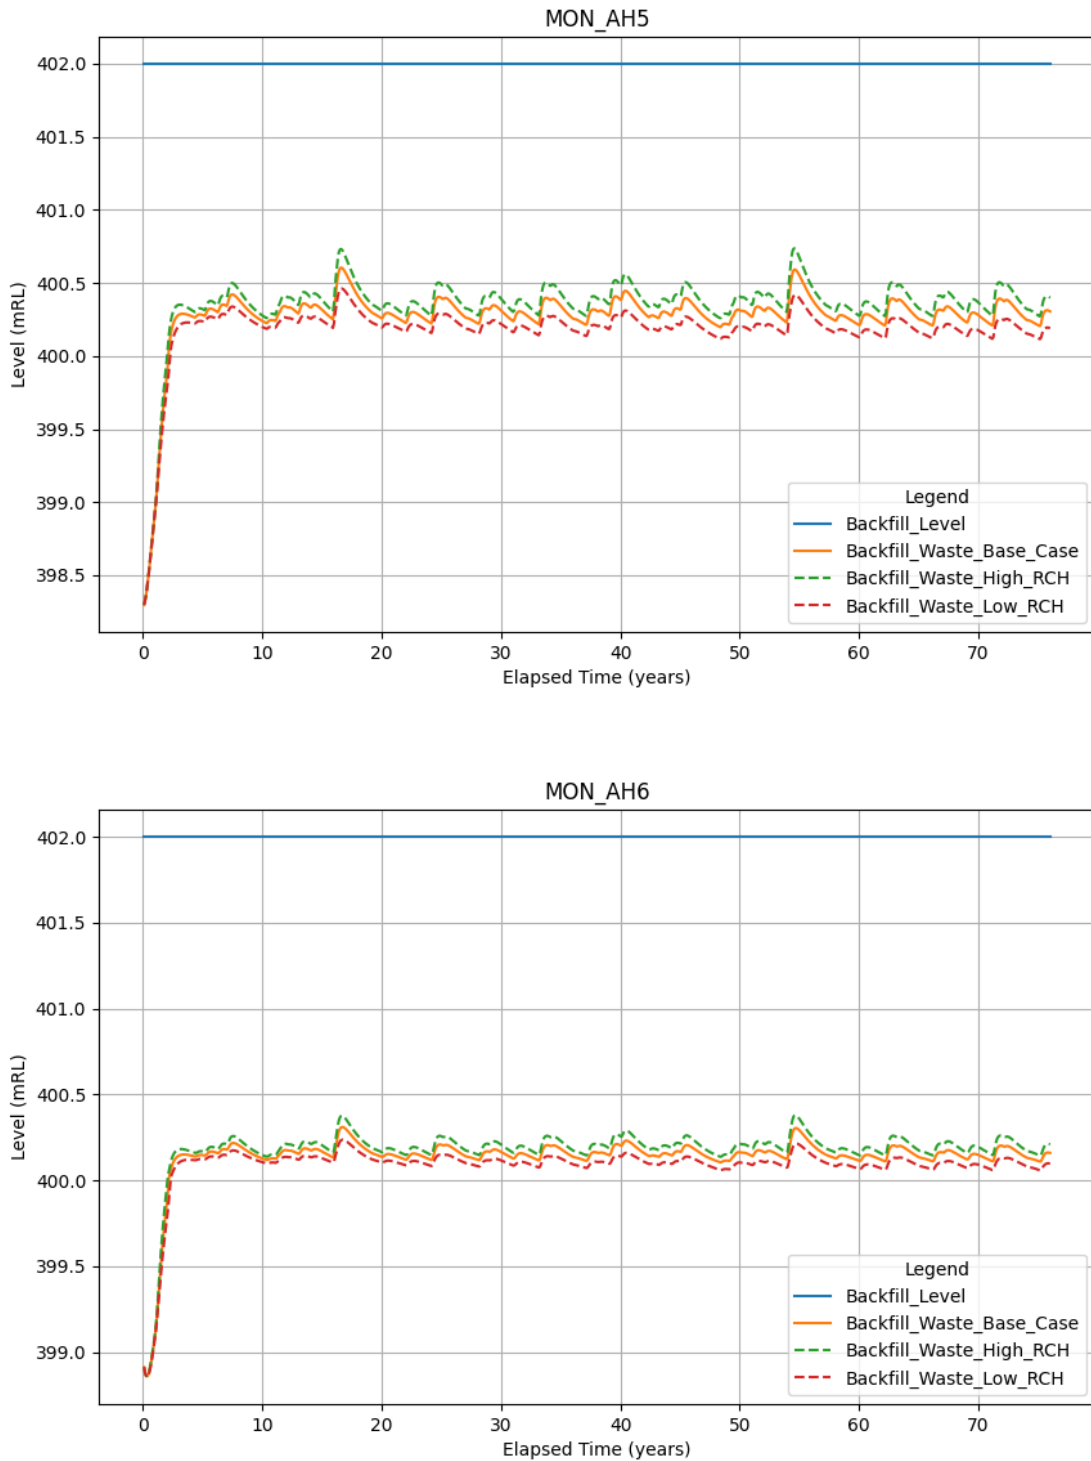 MON_AH5
402.0
401.5
401.0
400.5
400.0
399.5
399.0
398.5
Level (mRL)
Legend
Backfill_Level
Backfill_Waste_Base_Case
Backfill_Waste_High_RCH
Backfill_Waste_Low_RCH
0 10 20 30 40 50 60 70
Elapsed Time (years)
MON_AH6
402.0
401.5
401.0
400.5
400.0
399.5
399.0
Level (mRL)
Legend
Backfill_Level
Backfill_Waste_Base_Case
Backfill_Waste_High_RCH
Backfill_Waste_Low_RCH
0 10 20 30 40 50 60 70
Elapsed Time (years)